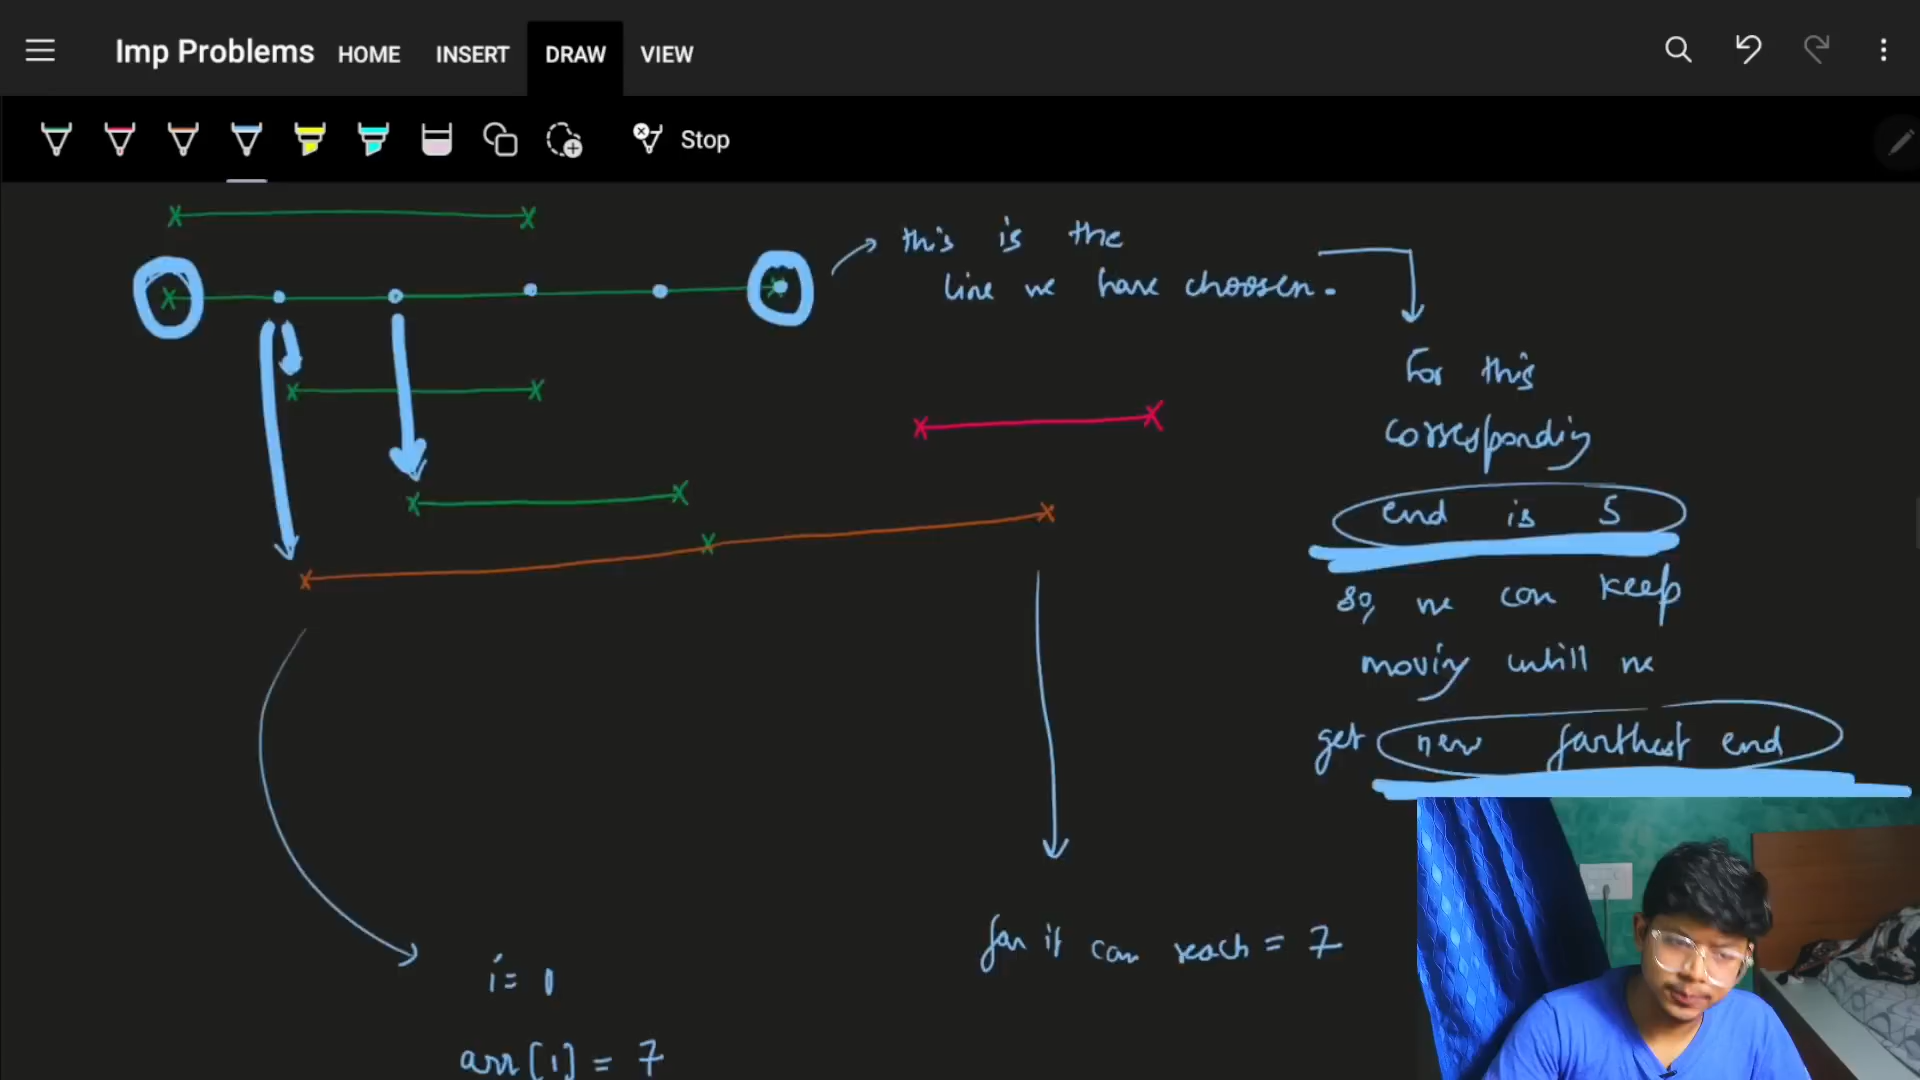 Imp Problems HOME INSERT DRAW VIEW
Stop
this is the
line we have choosen.
For this
corresponding
end is 5
so, we can keep
moving untill we
get new farthest end
far it can reach = 7
i = 1
arr[1] = 7